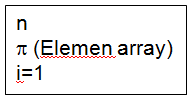 n
π (Elemen array)
i=1